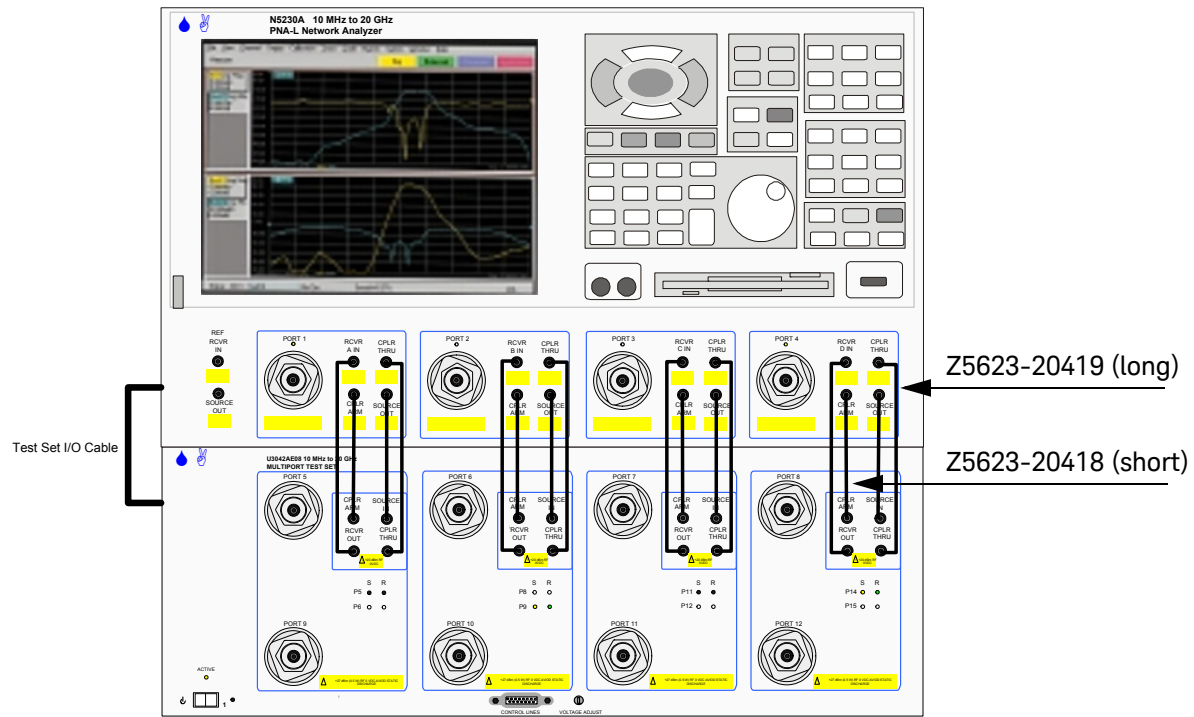 N5230A 10 MHz to 20 GHz
PNA-L Network Analyzer
REF
RCVR
IN
SOURCE
OUT
PORT 1
RCVR
A IN
CPLR
THRU
CPLR
ARM
SOURCE
OUT
PORT 2
RCVR
B IN
CPLR
THRU
CPLR
ARM
SOURCE
OUT
PORT 3
RCVR
C IN
CPLR
THRU
CPLR
ARM
SOURCE
OUT
PORT 4
RCVR
D IN
CPLR
THRU
CPLR
ARM
SOURCE
OUT
Z5623-20419 (long)
Test Set I/O Cable
Z5623-20418 (short)
U3042AE08 10 MHz to 20 GHz
MULTIPORT TEST SET
PORT 5
CPLR
ARM
SOURCE
IN
RCVR
OUT
CPLR
THRU
PORT 6
CPLR
ARM
SOURCE
IN
RCVR
OUT
CPLR
THRU
PORT 7
CPLR
ARM
SOURCE
IN
RCVR
OUT
CPLR
THRU
PORT 8
CPLR
ARM
SOURCE
IN
RCVR
OUT
CPLR
THRU
S R
P5
P6
S R
P8
P9
S R
P11
P12
S R
P14
P15
PORT 9
PORT 10
PORT 11
PORT 12
ACTIVE
1
CONTROL LINES
VOLTAGE ADJUST